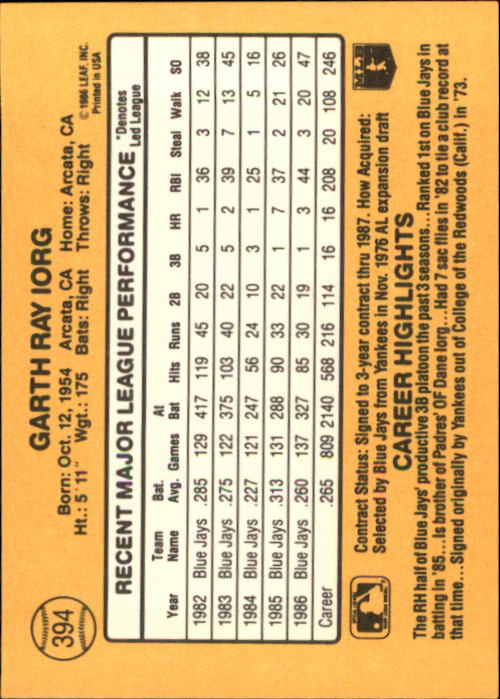 394
GARTH RAY IORG
Born: Oct. 12, 1954 Arcata, CA Home: Arcata, CA
Ht.: 5' 11" Wgt.: 175 Bats: Right Throws: Right
© 1986 LEAF, INC.
Printed in USA
RECENT MAJOR LEAGUE PERFORMANCE *Denotes Led League
Year Team Name Bat. Avg. Games At Bat Hits Runs 2B 3B HR RBI Steal Walk SO
1982 Blue Jays .285 129 417 119 45 20 5 1 36 3 12 38
1983 Blue Jays .275 122 375 103 40 22 5 2 39 7 13 45
1984 Blue Jays .227 121 247 56 24 10 3 1 25 1 5 16
1985 Blue Jays .313 131 288 90 33 22 1 7 37 2 21 26
1986 Blue Jays .260 137 327 85 30 19 1 3 44 3 20 47
Career .265 809 2140 568 216 114 16 16 208 20 108 246
Contract Status: Signed to 3-year contract thru 1987. How Acquired:
Selected by Blue Jays from Yankees in Nov. 1976 AL expansion draft
CAREER HIGHLIGHTS
The RH half of Blue Jays' productive 3B platoon the past 3 seasons...Ranked 1st on Blue Jays in
batting in '85...Is brother of Padres' OF Dane Iorg...Had 7 sac flies in '82 to tie a club record at
that time...Signed originally by Yankees out of College of the Redwoods (Calif.) in '73.